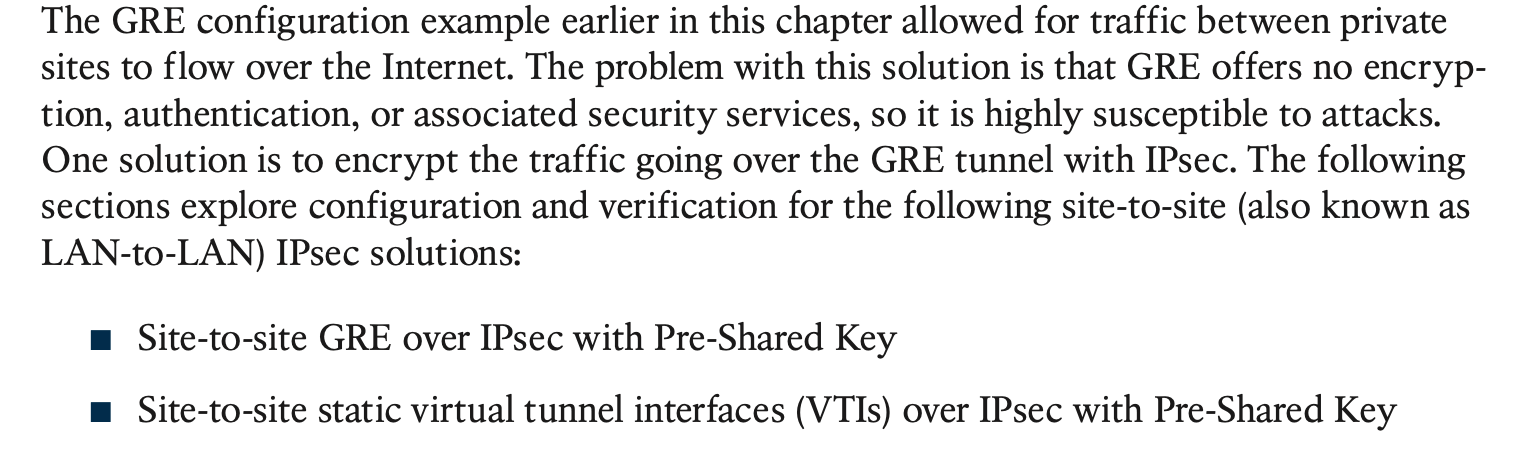 The GRE configuration example earlier in this chapter allowed for traffic between private
sites to flow over the Internet. The problem with this solution is that GRE offers no encryp-
tion, authentication, or associated security services, so it is highly susceptible to attacks.
One solution is to encrypt the traffic going over the GRE tunnel with IPsec. The following
sections explore configuration and verification for the following site-to-site (also known as
LAN-to-LAN) IPsec solutions:
■ Site-to-site GRE over IPsec with Pre-Shared Key
■ Site-to-site static virtual tunnel interfaces (VTIs) over IPsec with Pre-Shared Key